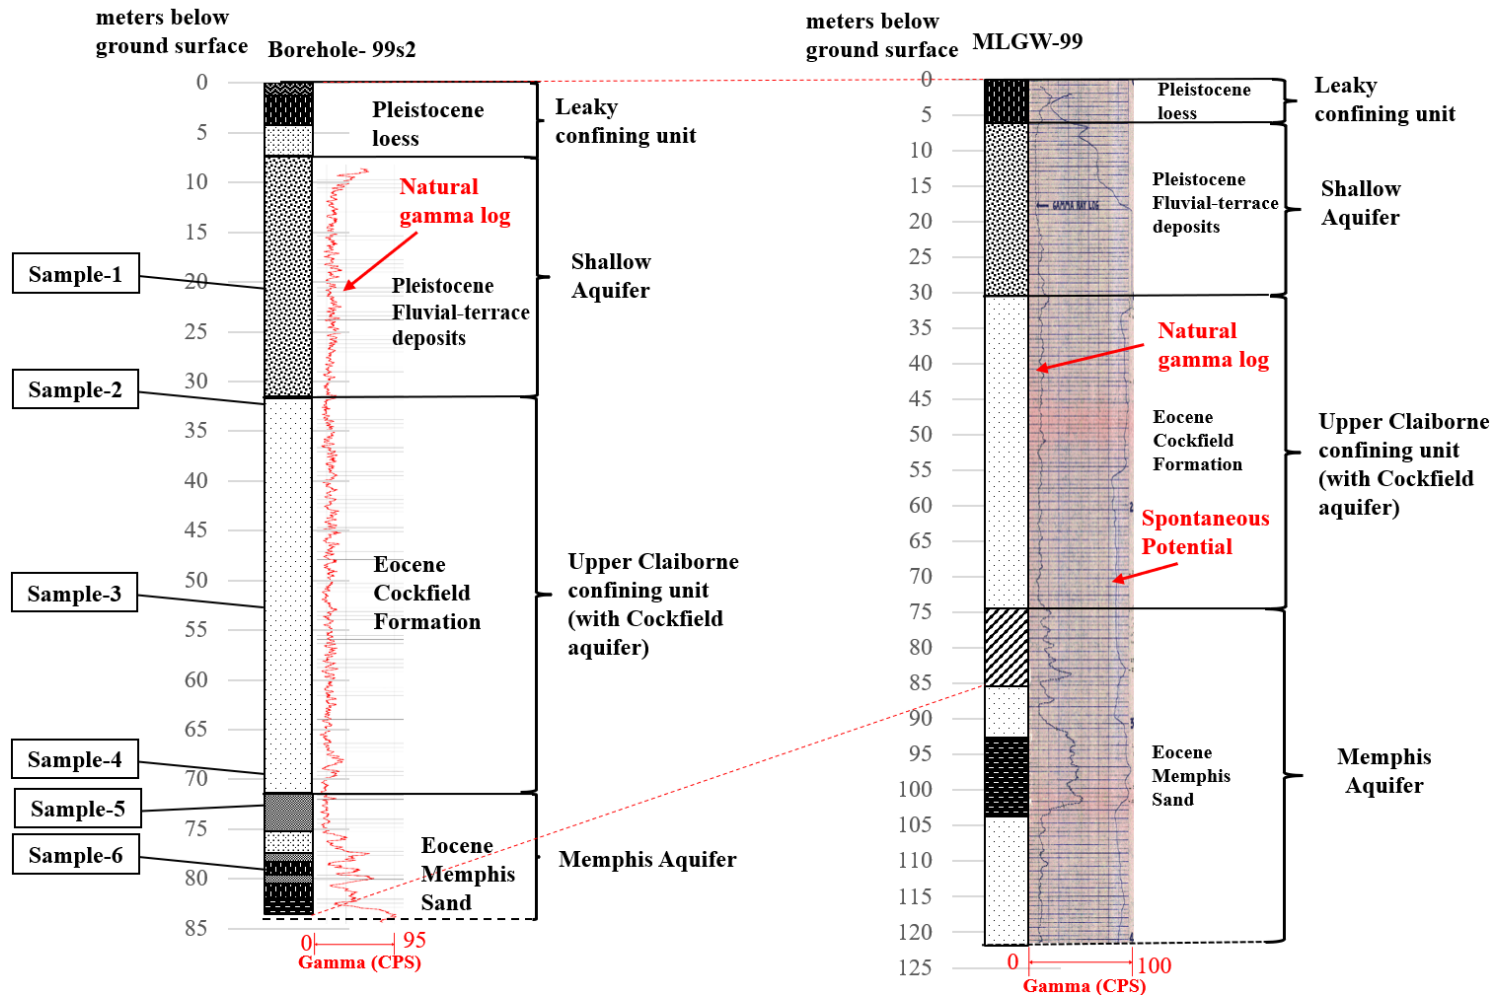 meters below
ground surface
Borehole- 99s2
0
5
10
15
20
25
30
35
40
45
50
55
60
65
70
75
80
85
Pleistocene
loess
Leaky
confining unit
Natural
gamma log
Pleistocene
Fluvial-terrace
deposits
Shallow
Aquifer
Sample-1
Sample-2
Sample-3
Sample-4
Sample-5
Sample-6
Eocene
Cockfield
Formation
Upper Claiborne
confining unit
(with Cockfield
aquifer)
Eocene
Memphis
Sand
Memphis Aquifer
0
95
Gamma (CPS)
meters below
ground surface
MLGW-99
0
5
10
15
20
25
30
35
40
45
50
55
60
65
70
75
80
85
90
95
100
105
110
115
120
125
Pleistocene
loess
Leaky
confining unit
GAMMA RAY LOG
Pleistocene
Fluvial-terrace
deposits
Shallow
Aquifer
Natural
gamma log
Eocene
Cockfield
Formation
Spontaneous
Potential
Upper Claiborne
confining unit
(with Cockfield
aquifer)
Eocene
Memphis
Sand
Memphis
Aquifer
0
100
Gamma (CPS)